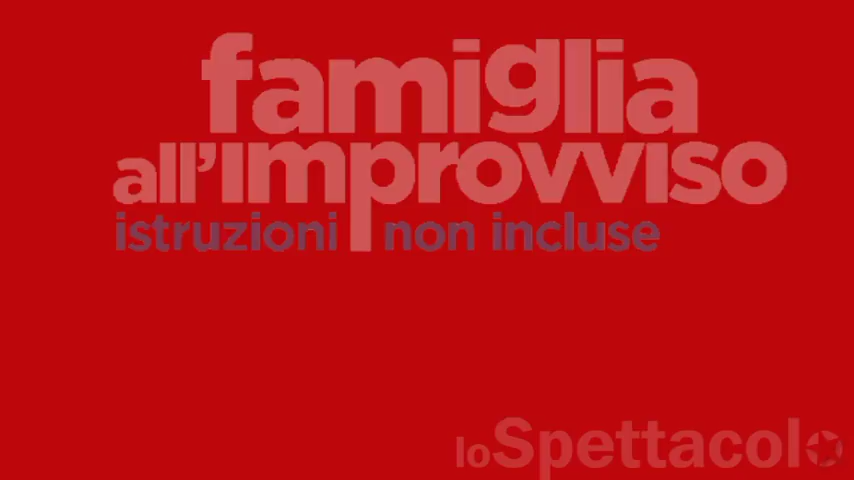 famiglia
all'improvviso
istruzioni non incluse
loSpettacolo